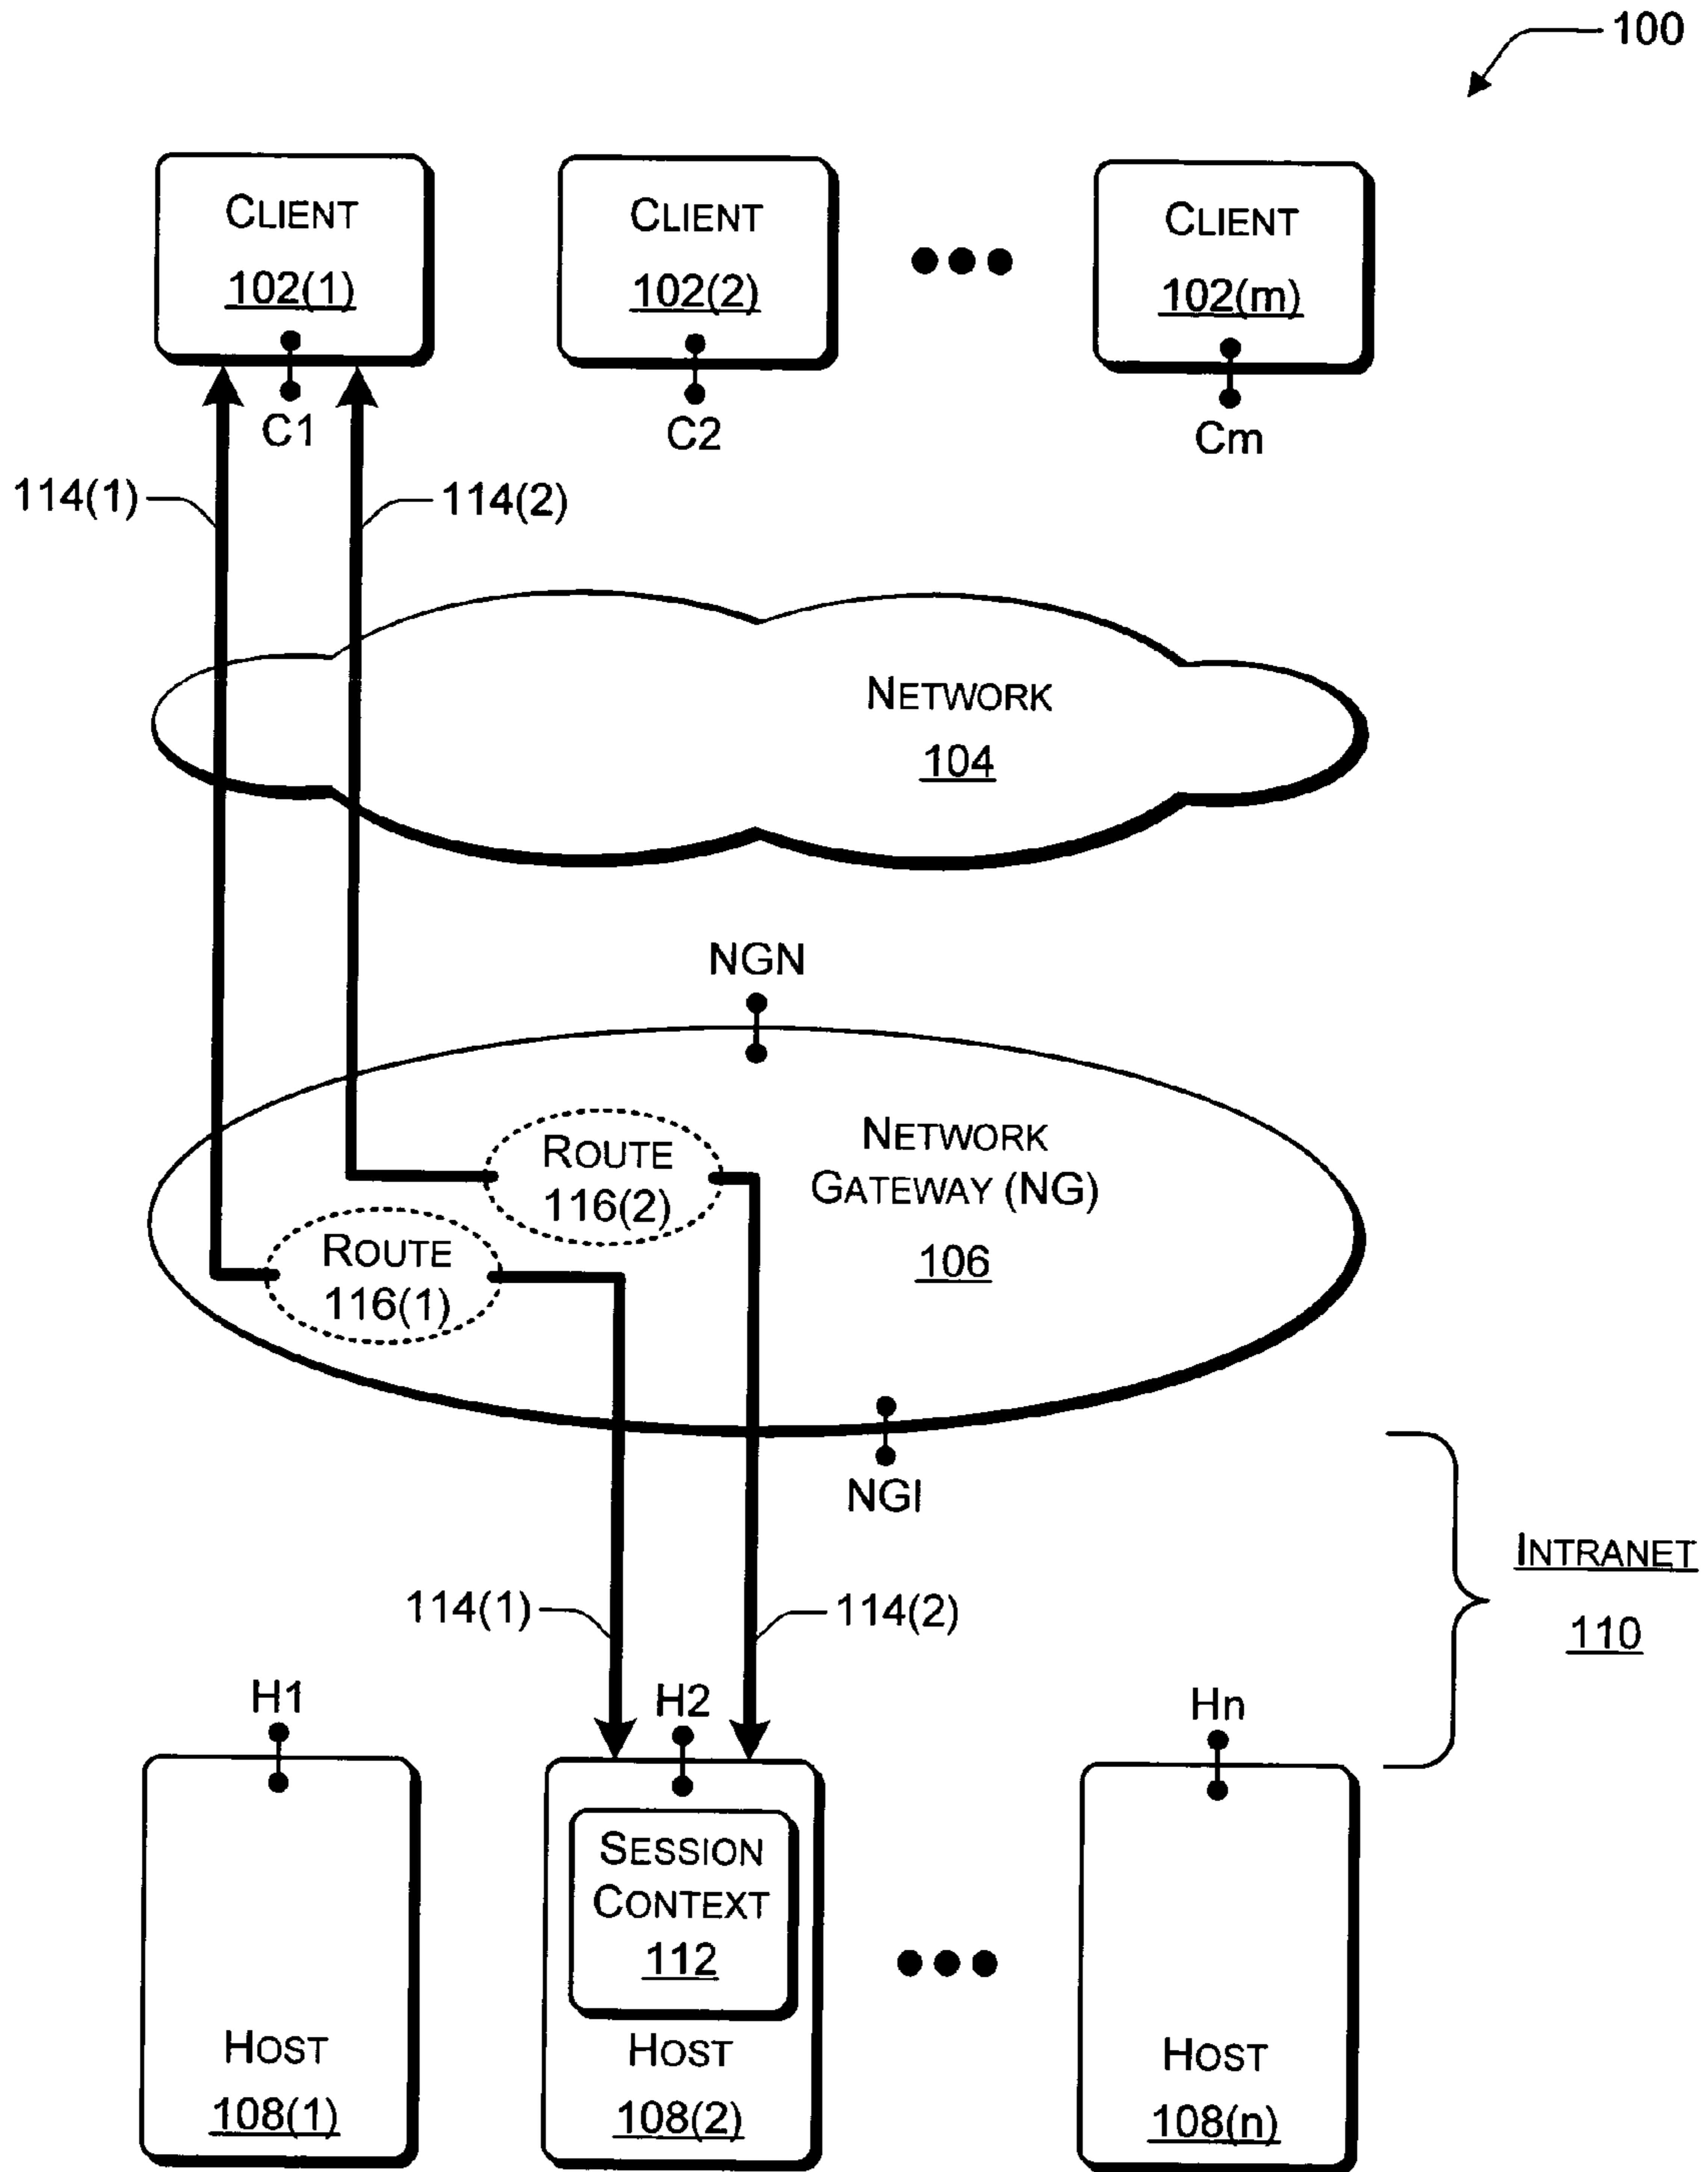 100
CLIENT
102(1)
CLIENT
102(2)
CLIENT
102(m)
C1
C2
Cm
114(1)
114(2)
NETWORK
104
NGN
NETWORK
GATEWAY (NG)
106
ROUTE
116(2)
ROUTE
116(1)
NGI
INTRANET
110
114(1)
114(2)
H1
H2
Hn
SESSION
CONTEXT
112
HOST
108(1)
HOST
108(2)
HOST
108(n)